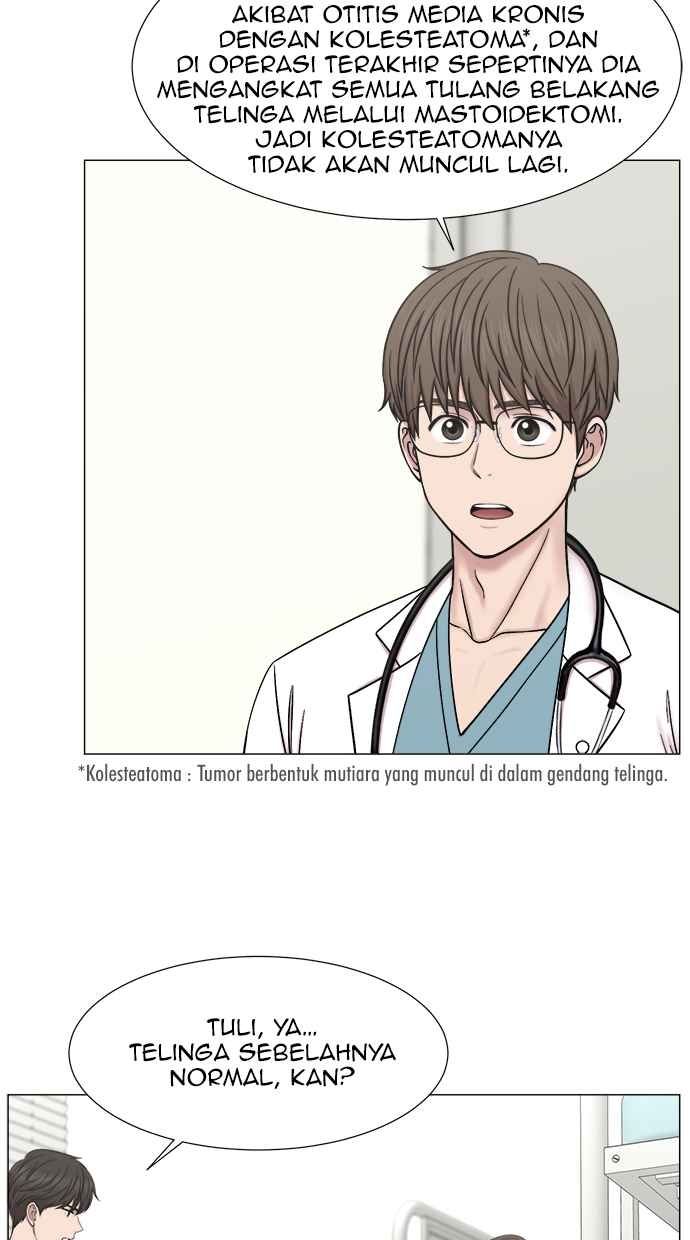 AKIBAT OTITIS MEDIA KRONIS
DENGAN KOLESTEATOMA*, DAN
DI OPERASI TERAKHIR SEPERTINYA DIA
MENGANGKAT SEMUA TULANG BELAKANG
TELINGA MELALUI MASTOIDEKTOMI.
JADI KOLESTEATOMANYA
TIDAK AKAN MUNCUL LAGI.
*Kolesteatoma : Tumor berbentuk mutiara yang muncul di dalam gendang telinga.
TULI, YA...
TELINGA SEBELAHNYA
NORMAL, KAN?